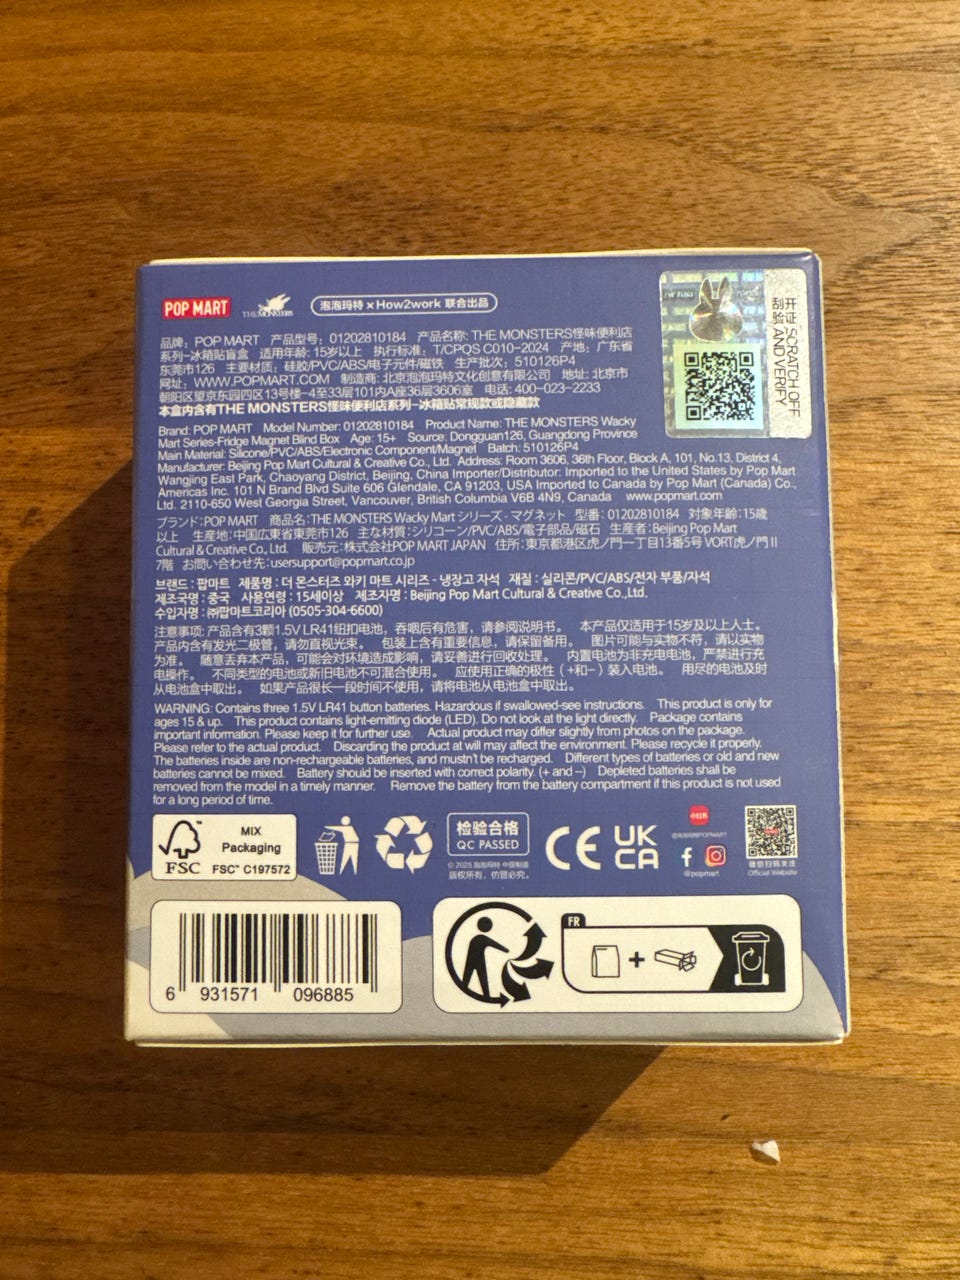 POP MART
THE MONSTERS
泡泡玛特 × How2work 联合出品
开 SCRATCH OFF
刮 证 验 AND VERIFY
品牌：POP MART 产品型号：01202810184 产品名称：THE MONSTERS怪味便利店
系列-冰箱贴盲盒 适用年龄：15岁以上 执行标准：T/CPQS C010-2024 产地：广东省
东莞市126 主要材质：硅胶/PVC/ABS/电子元件/磁铁 生产批次：510126P4
网址：WWW.POPMART.COM 制造商：北京泡泡玛特文化创意有限公司 地址：北京市
朝阳区望京东园四区13号楼-4至33层101内A座36层3606室 电话：400-023-2233
本盒内含有THE MONSTERS怪味便利店系列-冰箱贴常规款或隐藏款
Brand: POP MART Model Number: 01202810184 Product Name: THE MONSTERS Wacky
Mart Series-Fridge Magnet Blind Box Age: 15+ Source: Dongguan126, Guangdong Province
Main Material: Silicone/PVC/ABS/Electronic Component/Magnet Batch: 510126P4
Manufacturer: Beijing Pop Mart Cultural & Creative Co., Ltd. Address: Room 3606, 36th Floor, Block A, 101, No.13, District 4,
Wangjing East Park, Chaoyang District, Beijing, China Importer/Distributor: Imported to the United States by Pop Mart
Americas Inc. 101 N Brand Blvd Suite 606 Glendale, CA 91203, USA Imported to Canada by Pop Mart (Canada) Co.,
Ltd. 2110-650 West Georgia Street, Vancouver, British Columbia V6B 4N9, Canada www.popmart.com
ブランド：POP MART 商品名：THE MONSTERS Wacky Mart シリーズ - マグネット 型番：01202810184 対象年齢：15歳
以上 生産地：中国広東省東莞市126 主な材質：シリコーン/PVC/ABS/電子部品/磁石 生産者：Beijing Pop Mart
Cultural & Creative Co., Ltd. 販売元：株式会社POP MART JAPAN 住所：東京都港区虎ノ門一丁目13番5号 VORT虎ノ門 II
7階 お問い合わせ先：usersupport@popmart.co.jp
브랜드 : 팝마트 제품명 : 더 몬스터즈 와키 마트 시리즈 - 냉장고 자석 재질 : 실리콘/PVC/ABS/전자 부품/자석
제조국명 : 중국 사용연령 : 15세이상 제조자명 : Beijing Pop Mart Cultural & Creative Co.,Ltd.
수입자명 : ㈜팝마트코리아 (0505-304-6600)
注意事项：产品含有3颗1.5V LR41纽扣电池，吞咽后有危害，请参阅说明书。 本产品仅适用于15岁及以上人士。
产品内含有发光二极管，请勿直视光束。 包装上含有重要信息，请保留备用。 图片可能与实物不符，请以实物
为准。 随意丢弃本产品，可能会对环境造成影响，请妥善进行回收处理。 内置电池为非充电电池，严禁进行充
电操作。 不同类型的电池或新旧电池不可混合使用。 应使用正确的极性（+和−）装入电池。 用尽的电池及时
从电池盒中取出。 如果产品很长一段时间不使用，请将电池从电池盒中取出。
WARNING: Contains three 1.5V LR41 button batteries. Hazardous if swallowed-see instructions. This product is only for
ages 15 & up. This product contains light-emitting diode (LED). Do not look at the light directly. Package contains
important information. Please keep it for further use. Actual product may differ slightly from photos on the package.
Please refer to the actual product. Discarding the product at will may affect the environment. Please recycle it properly.
The batteries inside are non-rechargeable batteries, and mustn't be recharged. Different types of batteries or old and new
batteries cannot be mixed. Battery should be inserted with correct polarity. (+ and −) Depleted batteries shall be
removed from the model in a timely manner. Remove the battery from the battery compartment if this product is not used
for a long period of time.
FSC
MIX
Packaging
FSC™ C197572
检验合格
QC PASSED
© 2025 泡泡玛特 中国制造
版权所有，仿冒必究。
CE
UK
CA
小红书
@泡泡玛特POPMART
@popmart
微信扫码关注
Official Website
6 931571 096885
FR
+